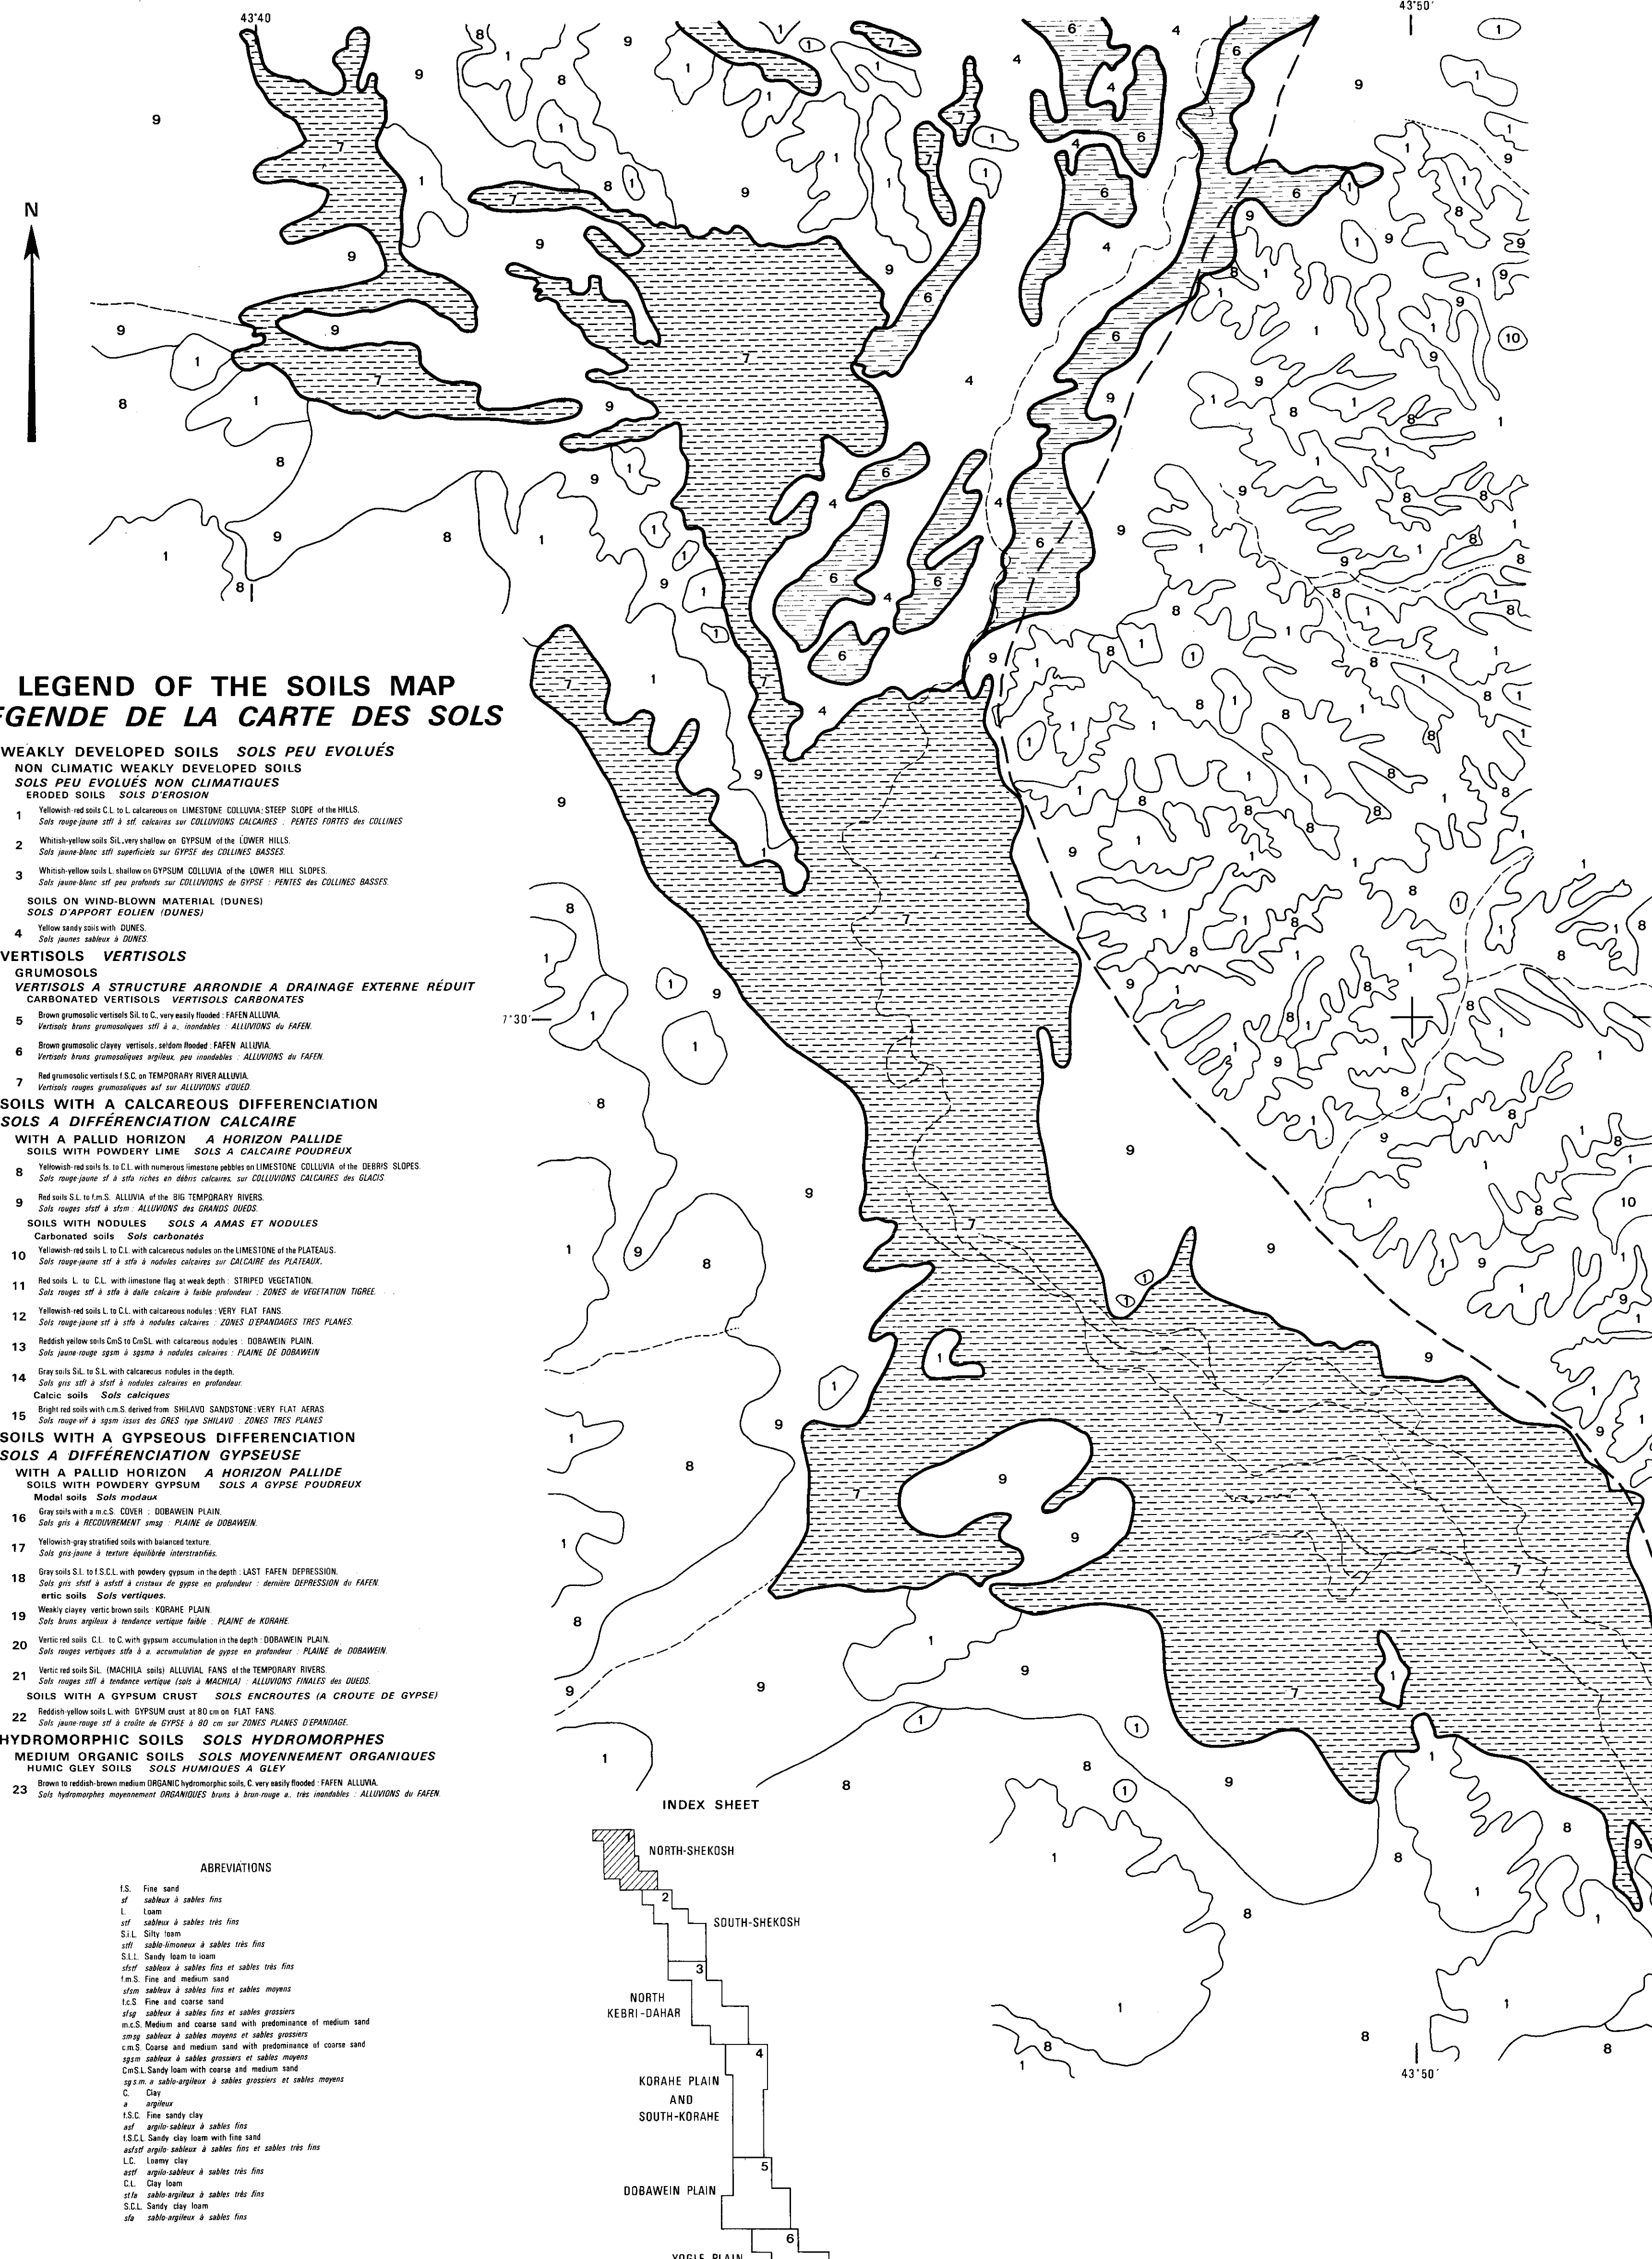 43°40
43°50'
N
LEGEND OF THE SOILS MAP
EGENDE DE LA CARTE DES SOLS
WEAKLY DEVELOPED SOILS SOLS PEU EVOLUÉS
NON CLIMATIC WEAKLY DEVELOPED SOILS
SOLS PEU EVOLUÉS NON CLIMATIQUES
ERODED SOILS SOLS D'EROSION
1 Yellowish-red soils C.L. to L. calcareous on LIMESTONE COLLUVIA: STEEP SLOPE of the HILLS.
Sols rouge-jaune stfl à stf. calcaires sur COLLUVIONS CALCAIRES : PENTES FORTES des COLLINES
2 Whitish-yellow soils SiL., very shallow on GYPSUM of the LOWER HILLS.
Sols jaune-blanc stfl superficiels sur GYPSE des COLLINES BASSES.
3 Whitish-yellow soils L. shallow on GYPSUM COLLUVIA of the LOWER HILL SLOPES.
Sols jaune-blanc stf peu profonds sur COLLUVIONS de GYPSE : PENTES des COLLINES BASSES.
SOILS ON WIND-BLOWN MATERIAL (DUNES)
SOLS D'APPORT EOLIEN (DUNES)
4 Yellow sandy soils with DUNES.
Sols jaunes sableux à DUNES.
VERTISOLS VERTISOLS
GRUMOSOLS
VERTISOLS A STRUCTURE ARRONDIE A DRAINAGE EXTERNE RÉDUIT
CARBONATED VERTISOLS VERTISOLS CARBONATES
5 Brown grumosolic vertisols Sil. to C., very easily flooded : FAFEN ALLUVIA.
Vertisols bruns grumosoliques stfl à a., inondables : ALLUVIONS du FAFEN.
6 Brown grumosolic clayey vertisols, seldom flooded : FAFEN ALLUVIA.
Vertisols bruns grumosoliques argileux, peu inondables : ALLUVIONS du FAFEN.
7 Red grumosolic vertisols f.S.C. on TEMPORARY RIVER ALLUVIA.
Vertisols rouges grumosoliques asf sur ALLUVIONS d'OUED.
SOILS WITH A CALCAREOUS DIFFERENCIATION
SOLS A DIFFÉRENCIATION CALCAIRE
WITH A PALLID HORIZON A HORIZON PALLIDE
SOILS WITH POWDERY LIME SOLS A CALCAIRE POUDREUX
8 Yellowish-red soils fs. to C.L. with numerous limestone pebbles on LIMESTONE COLLUVIA of the DEBRIS SLOPES.
Sols rouge-jaune sf à stfa riches en débris calcaires, sur COLLUVIONS CALCAIRES des GLACIS.
9 Red soils S.L. to f.m.S. ALLUVIA of the BIG TEMPORARY RIVERS.
Sols rouges sfstf à sfsm : ALLUVIONS des GRANDS OUEDS.
SOILS WITH NODULES SOLS A AMAS ET NODULES
Carbonated soils Sols carbonatés
10 Yellowish-red soils L. to C.L. with calcareous nodules on the LIMESTONE of the PLATEAUS.
Sols rouge-jaune stf à stfa à nodules calcaires sur CALCAIRE des PLATEAUX.
11 Red soils L. to C.L. with limestone flag at weak depth : STRIPED VEGETATION.
Sols rouges stf à stfa à dalle calcaire à faible profondeur : ZONES de VEGETATION TIGREE.
12 Yellowish-red soils L. to C.L. with calcareous nodules : VERY FLAT FANS.
Sols rouge-jaune stf à stfa à nodules calcaires : ZONES D'EPANDAGES TRES PLANES.
13 Reddish yellow soils CmS to CmSL. with calcareous nodules : DOBAWEIN PLAIN.
Sols jaune-rouge sgsm à sgsma à nodules calcaires : PLAINE DE DOBAWEIN
14 Gray soils SiL. to S.L. with calcareous nodules in the depth.
Sols gris stfl à sfstf à nodules calcaires en profondeur.
Calcic soils Sols calciques
15 Bright red soils with c.m.S. derived from SHILAVO SANDSTONE: VERY FLAT AERAS.
Sols rouge-vif à sgsm issus des GRES type SHILAVO : ZONES TRES PLANES
SOILS WITH A GYPSEOUS DIFFERENCIATION
SOLS A DIFFÉRENCIATION GYPSEUSE
WITH A PALLID HORIZON A HORIZON PALLIDE
SOILS WITH POWDERY GYPSUM SOLS A GYPSE POUDREUX
Modal soils Sols modaux
16 Gray soils with a m.c.S. COVER : DOBAWEIN PLAIN.
Sols gris à RECOUVREMENT smsg : PLAINE de DOBAWEIN.
17 Yellowish-gray stratified soils with balanced texture.
Sols gris-jaune à texture équilibrée interstratifiés.
18 Gray soils S.L. to f.S.C.L. with powdery gypsum in the depth : LAST FAFEN DEPRESSION.
Sols gris sfstf à asfstf à cristaux de gypse en profondeur : dernière DEPRESSION du FAFEN.
ertic soils Sols vertiques.
19 Weakly clayey vertic brown soils : KORAHE PLAIN.
Sols bruns argileux à tendance vertique faible : PLAINE de KORAHE.
20 Vertic red soils C.L. to C. with gypsum accumulation in the depth : DOBAWEIN PLAIN.
Sols rouges vertiques stfa à a. accumulation de gypse en profondeur : PLAINE de DOBAWEIN.
21 Vertic red soils SiL. (MACHILA soils) ALLUVIAL FANS of the TEMPORARY RIVERS.
Sols rouges stfl à tendance vertique (sols à MACHILA) : ALLUVIONS FINALES des OUEDS.
SOILS WITH A GYPSUM CRUST SOLS ENCROUTES (A CROUTE DE GYPSE)
22 Reddish-yellow soils L. with GYPSUM crust at 80 cm on FLAT FANS.
Sols jaune-rouge stf à croûte de GYPSE à 80 cm sur ZONES PLANES D'EPANDAGE.
HYDROMORPHIC SOILS SOLS HYDROMORPHES
MEDIUM ORGANIC SOILS SOLS MOYENNEMENT ORGANIQUES
HUMIC GLEY SOILS SOLS HUMIQUES A GLEY
23 Brown to reddish-brown medium ORGANIC hydromorphic soils, C. very easily flooded : FAFEN ALLUVIA.
Sols hydromorphes moyennement ORGANIQUES bruns à brun-rouge a., très inondables : ALLUVIONS du FAFEN.
7°30'
43°50'
ABREVIATIONS
f.S. Fine sand
sf sableux à sables fins
L. Loam
stf sableux à sables très fins
S.i.L. Silty loam
stfl sablo-limoneux à sables très fins
S.L.L. Sandy loam to loam
sfstf sableux à sables fins et sables très fins
f.m.S. Fine and medium sand
sfsm sableux à sables fins et sables moyens
f.c.S Fine and coarse sand
sfsg sableux à sables fins et sables grossiers
m.c.S. Medium and coarse sand with predominance of medium sand
smsg sableux à sables moyens et sables grossiers
c.m.S. Coarse and medium sand with predominance of coarse sand
sgsm sableux à sables grossiers et sables moyens
CmS.L. Sandy loam with coarse and medium sand
sg s.m. a sablo-argileux à sables grossiers et sables moyens
C. Clay
a argileux
f.S.C. Fine sandy clay
asf argilo-sableux à sables fins
f.S.C.L. Sandy clay loam with fine sand
asfstf argilo-sableux à sables fins et sables très fins
L.C. Loamy clay
astf argilo-sableux à sables très fins
C.L. Clay loam
stfa sablo-argileux à sables très fins
S.C.L. Sandy clay loam
sfa sablo-argileux à sables fins
INDEX SHEET
1
NORTH-SHEKOSH
2
SOUTH-SHEKOSH
3
NORTH
KEBRI-DAHAR
4
KORAHE PLAIN
AND
SOUTH-KORAHE
5
DOBAWEIN PLAIN
6
YOGLE PLAIN